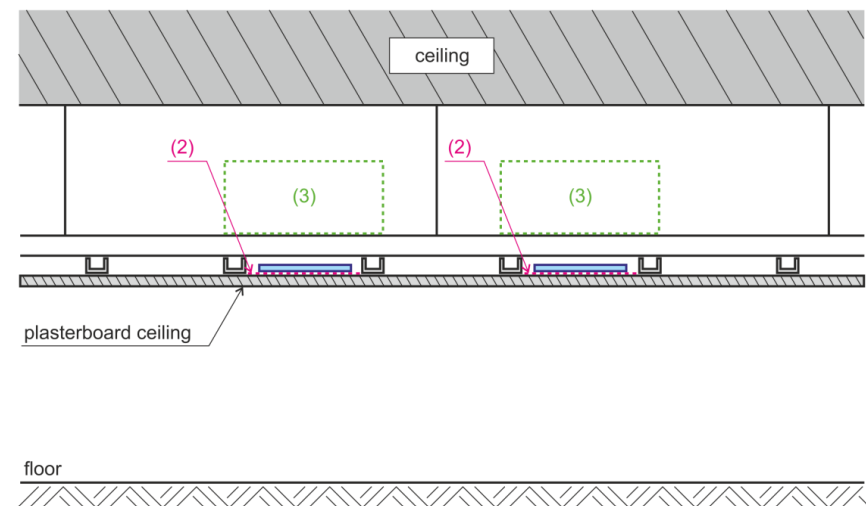 ceiling
(2)
(2)
(3)
(3)
plasterboard ceiling
floor